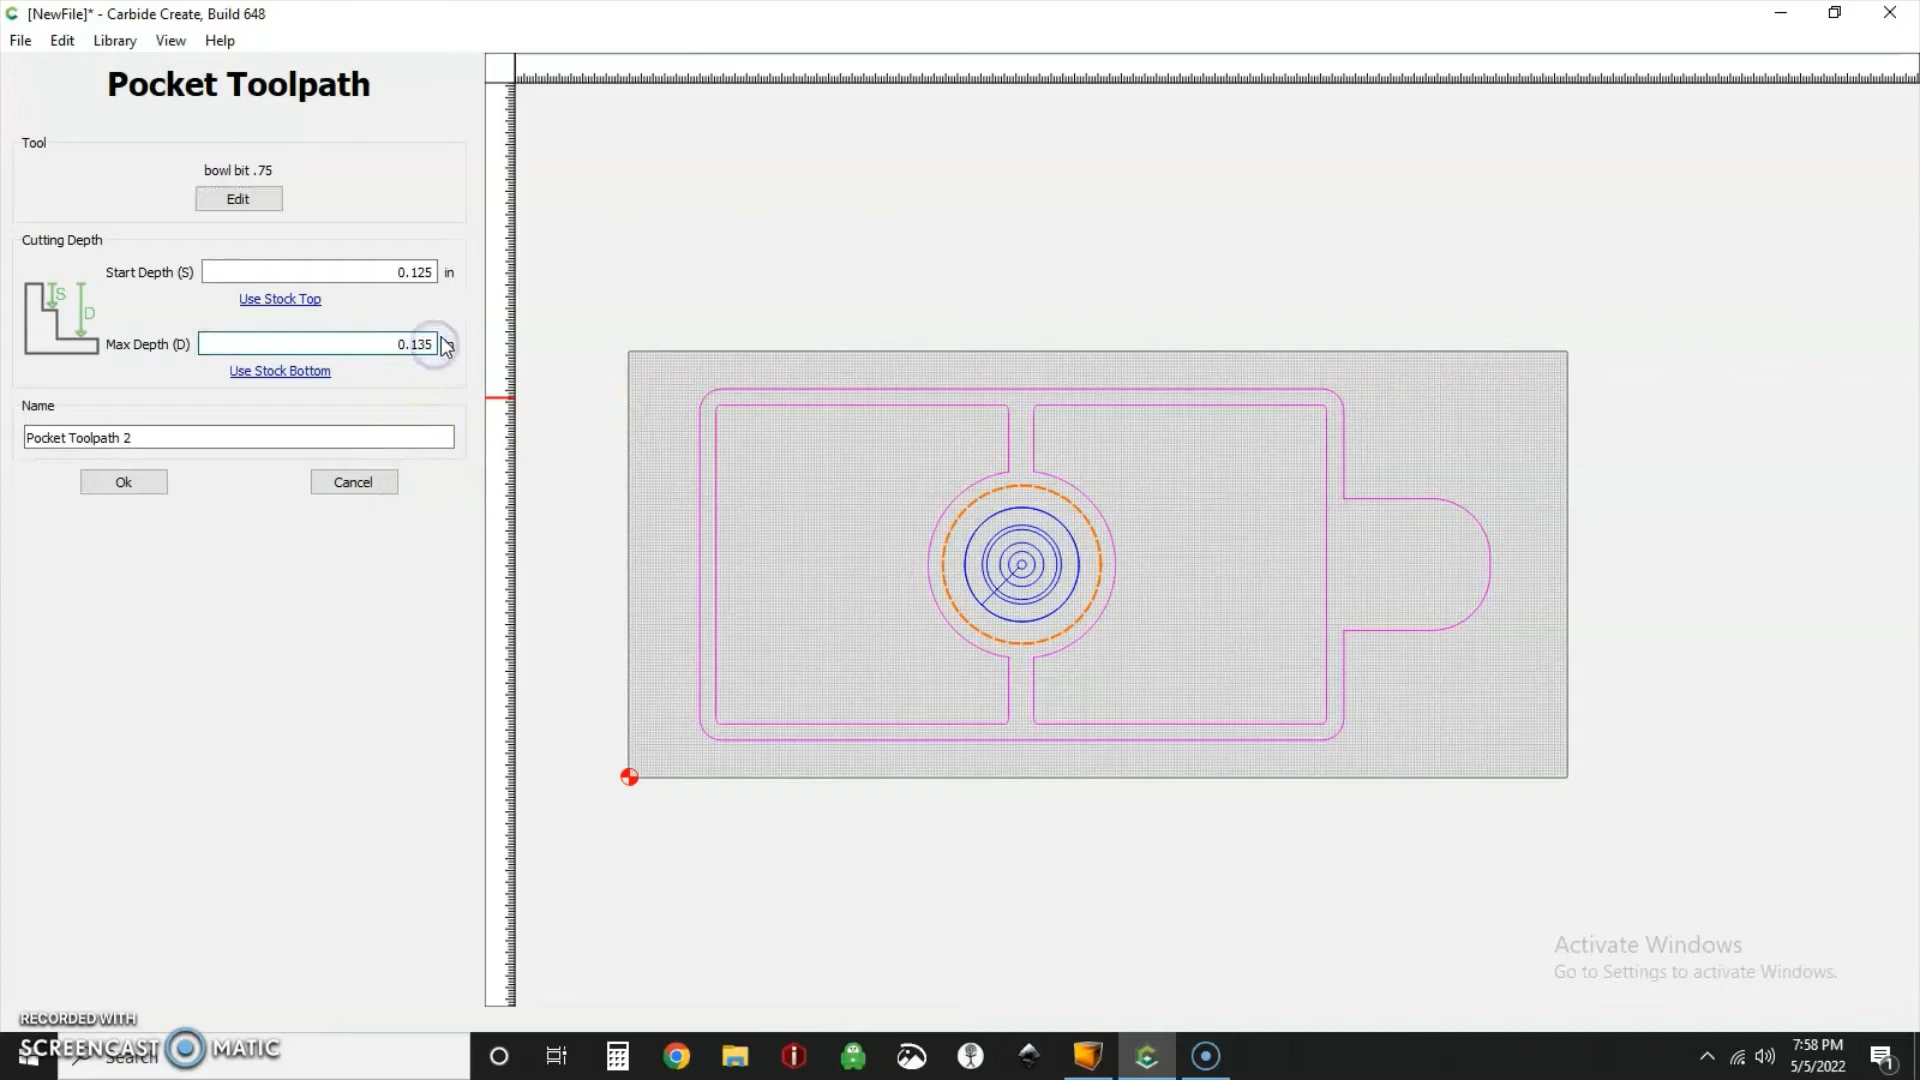 [NewFile]* - Carbide Create, Build 648
File Edit Library View Help
Pocket Toolpath
Tool
bowl bit .75
Edit
Cutting Depth
Start Depth (S) 0.125 in
S
Use Stock Top
D
Max Depth (D) 0.135
Use Stock Bottom
Name
Pocket Toolpath 2
Ok Cancel
Activate Windows
Go to Settings to activate Windows.
RECORDED WITH
SCREENCAST MATIC
Search
7:58 PM
5/5/2022
1